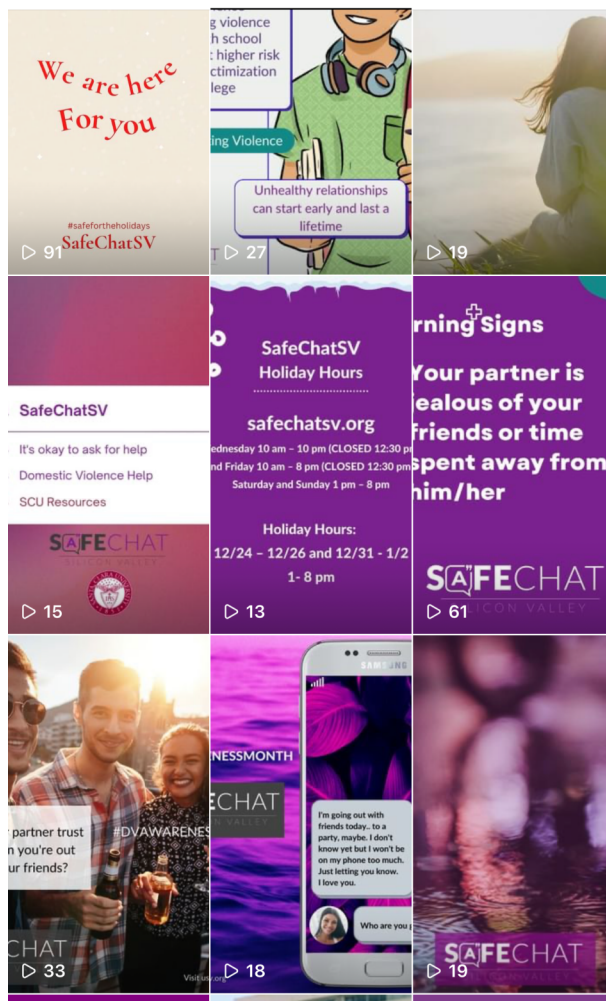 We are here
For you
#safefortheholidays
SafeChatSV
91
g violence
h school
t higher risk
ctimization
lege
ing Violence
Unhealthy relationships
can start early and last a
lifetime
27
19
SafeChatSV
It's okay to ask for help
Domestic Violence Help
SCU Resources
SAFECHAT
SILICON VALLEY
15
SafeChatSV
Holiday Hours
safechatsv.org
ednesday 10 am – 10 pm (CLOSED 12:30 pm
nd Friday 10 am – 8 pm (CLOSED 12:30 pm
Saturday and Sunday 1 pm – 8 pm
Holiday Hours:
12/24 – 12/26 and 12/31 - 1/2
1- 8 pm
13
rning Signs
Your partner is
jealous of your
friends or time
spent away from
him/her
SAFECHAT
SILICON VALLEY
61
partner trust
n you're out
ur friends?
#DVAWARENES
CHAT
33
SAMSUNG
NESSMONTH
ECHAT
N VALLEY
I'm going out with
friends today.. to a
party, maybe. I don't
know yet but I won't be
on my phone too much.
Just letting you know.
I love you.
Who are you
18
SAFECHAT
SILICON VALLEY
19